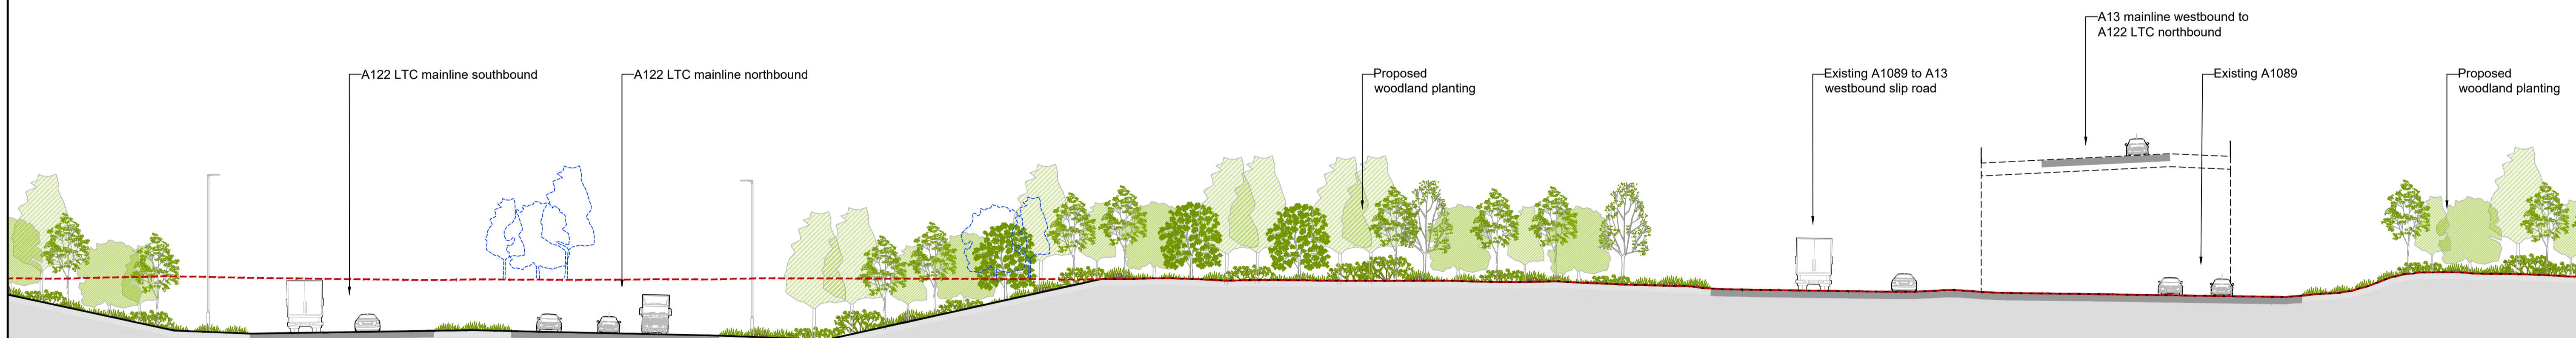 A122 LTC mainline southbound
A122 LTC mainline northbound
Proposed
woodland planting
Existing A1089 to A13
westbound slip road
A13 mainline westbound to
A122 LTC northbound
Existing A1089
Proposed
woodland planting